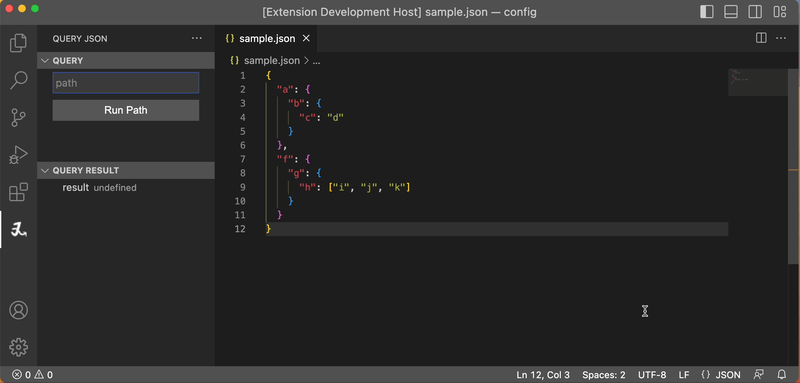 [Extension Development Host] sample.json — config
QUERY JSON
QUERY
path
Run Path
QUERY RESULT
result undefined
{} sample.json ×
{} sample.json > ...
1 {
2 "a": {
3 "b": {
4 "c": "d"
5 }
6 },
7 "f": {
8 "g": {
9 "h": ["i", "j", "k"]
10 }
11 }
12 }
0 0
Ln 12, Col 3 Spaces: 2 UTF-8 LF {} JSON